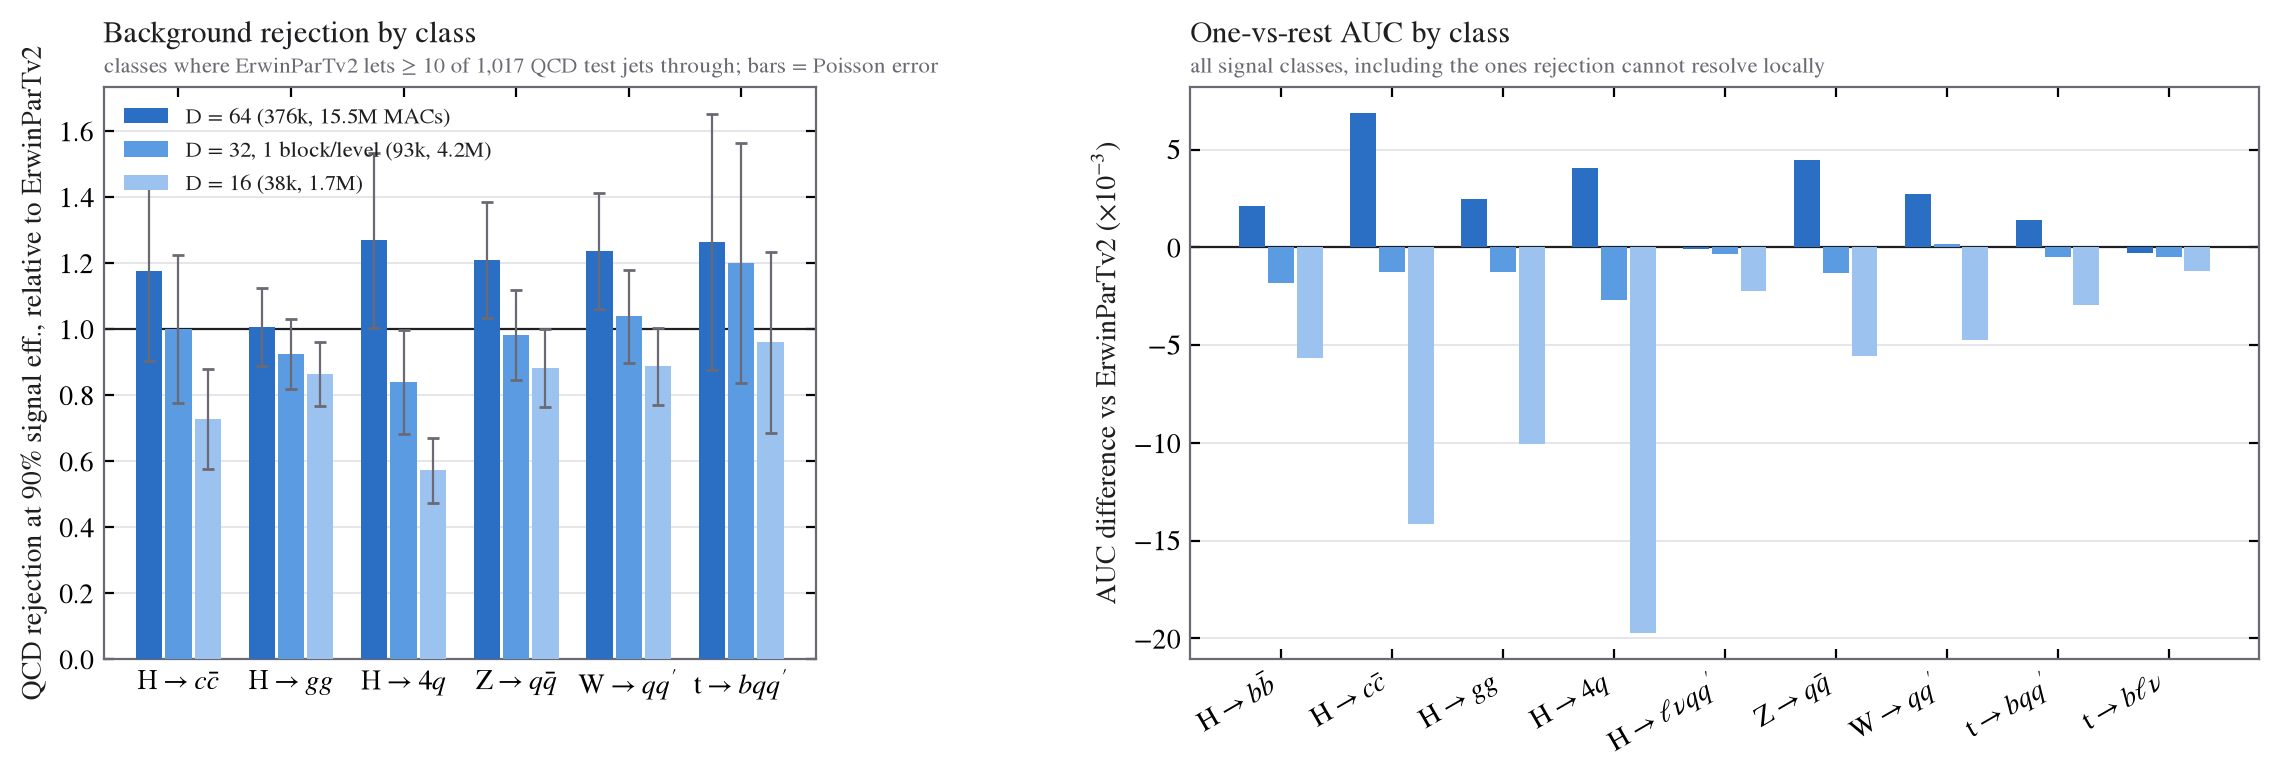 Background rejection by class
classes where ErwinParTv2 lets ≥ 10 of 1,017 QCD test jets through; bars = Poisson error
QCD rejection at 90% signal eff., relative to ErwinParTv2
D = 64 (376k, 15.5M MACs)
D = 32, 1 block/level (93k, 4.2M)
D = 16 (38k, 1.7M)
1.6
1.4
1.2
1.0
0.8
0.6
0.4
0.2
0.0
H → cc̄
H → gg
H → 4q
Z → qq̄
W → qq′
t → bqq′
One-vs-rest AUC by class
all signal classes, including the ones rejection cannot resolve locally
AUC difference vs ErwinParTv2 (×10⁻³)
5
0
−5
−10
−15
−20
H → bb̄
H → cc̄
H → gg
H → 4q
H → ℓνqq′
Z → qq̄
W → qq′
t → bqq′
t → bℓν